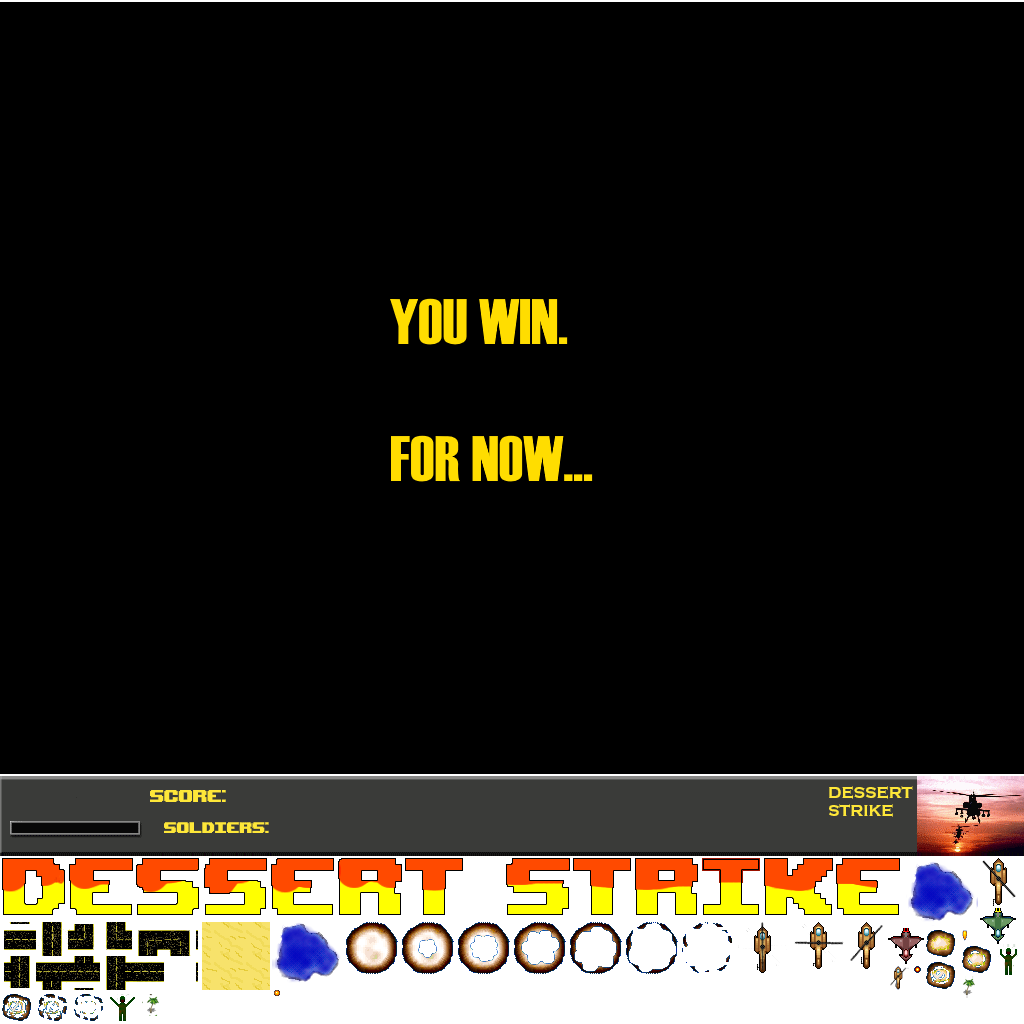 YOU WIN.
FOR NOW...
SCORE:
SOLDIERS:
DESSERT
STRIKE
DESSERT STRIKE